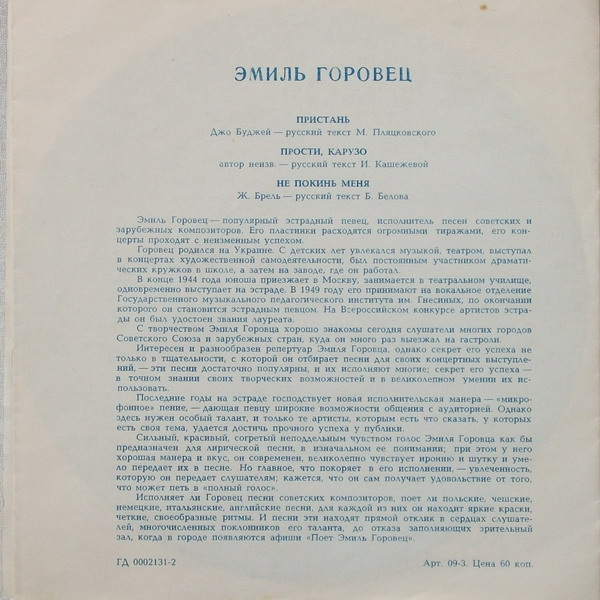 ЭМИЛЬ ГОРОВЕЦ
ПРИСТАНЬ
Джо Буджей — русский текст М. Пляцковского
ПРОСТИ, КАРУЗО
автор неизв. — русский текст И. Кашежевой
НЕ ПОКИНЬ МЕНЯ
Ж. Брель — русский текст Б. Белова
Эмиль Горовец — популярный эстрадный певец, исполнитель песен советских и
зарубежных композиторов. Его пластинки расходятся огромными тиражами, его кон-
церты проходят с неизменным успехом.
Горовец родился на Украине. С детских лет увлекался музыкой, театром, выступал
в концертах художественной самодеятельности, был постоянным участником драмати-
ческих кружков в школе, а затем на заводе, где он работал.
В конце 1944 года юноша приезжает в Москву, занимается в театральном училище,
одновременно выступает на эстраде. В 1949 году его принимают на вокальное отделение
Государственного музыкального педагогического института им. Гнесиных, по окончании
которого он становится эстрадным певцом. На Всероссийском конкурсе артистов эстра-
ды он был удостоен звания лауреата.
С творчеством Эмиля Горовца хорошо знакомы сегодня слушатели многих городов
Советского Союза и зарубежных стран, куда он много раз выезжал на гастроли.
Интересен и разнообразен репертуар Эмиля Горовца, однако секрет его успеха не
только в тщательности, с которой он отбирает песни для своих концертных выступле-
ний, — эти песни достаточно популярны, и их исполняют многие; секрет его успеха —
в точном знании своих творческих возможностей и в великолепном умении их ис-
пользовать.
Последние годы на эстраде господствует новая исполнительская манера — «микро-
фонное» пение, — дающая певцу широкие возможности общения с аудиторией. Однако
здесь нужен особый талант, и только те артисты, которым есть что сказать, у которых
есть своя тема, удается достичь прочного успеха у публики.
Сильный, красивый, согретый неподдельным чувством голос Эмиля Горовца как бы
предназначен для лирической песни, в изначальном ее понимании; при этом у него
хорошая манера и вкус, он современен, великолепно чувствует иронию и шутку и уме-
ло передает их в песне. Но главное, что покоряет в его исполнении, — увлеченность,
которую он передает слушателям; кажется, что он сам получает удовольствие от того,
что может петь в «полный голос».
Исполняет ли Горовец песни советских композиторов, поет ли польские, чешские,
немецкие, итальянские, английские песни, для каждой из них он находит яркие краски,
четкие, своеобразные ритмы. И песни эти находят прямой отклик в сердцах слушате-
лей, многочисленных поклонников его таланта, до отказа заполняющих зрительный
зал, когда в городе появляются афиши «Поет Эмиль Горовец».
ГД 0002131-2
Арт. 09-3. Цена 60 коп.